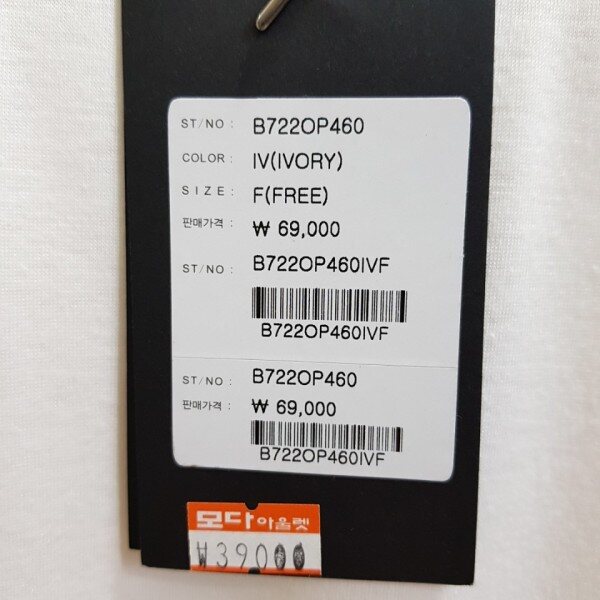 ST/NO : B722OP460
COLOR : IV(IVORY)
SIZE : F(FREE)
판매가격 : ₩ 69,000
ST/NO : B722OP460IVF
B722OP460IVF
ST/NO : B722OP460
판매가격 : ₩ 69,000
B722OP460IVF
모다아울렛
₩39000